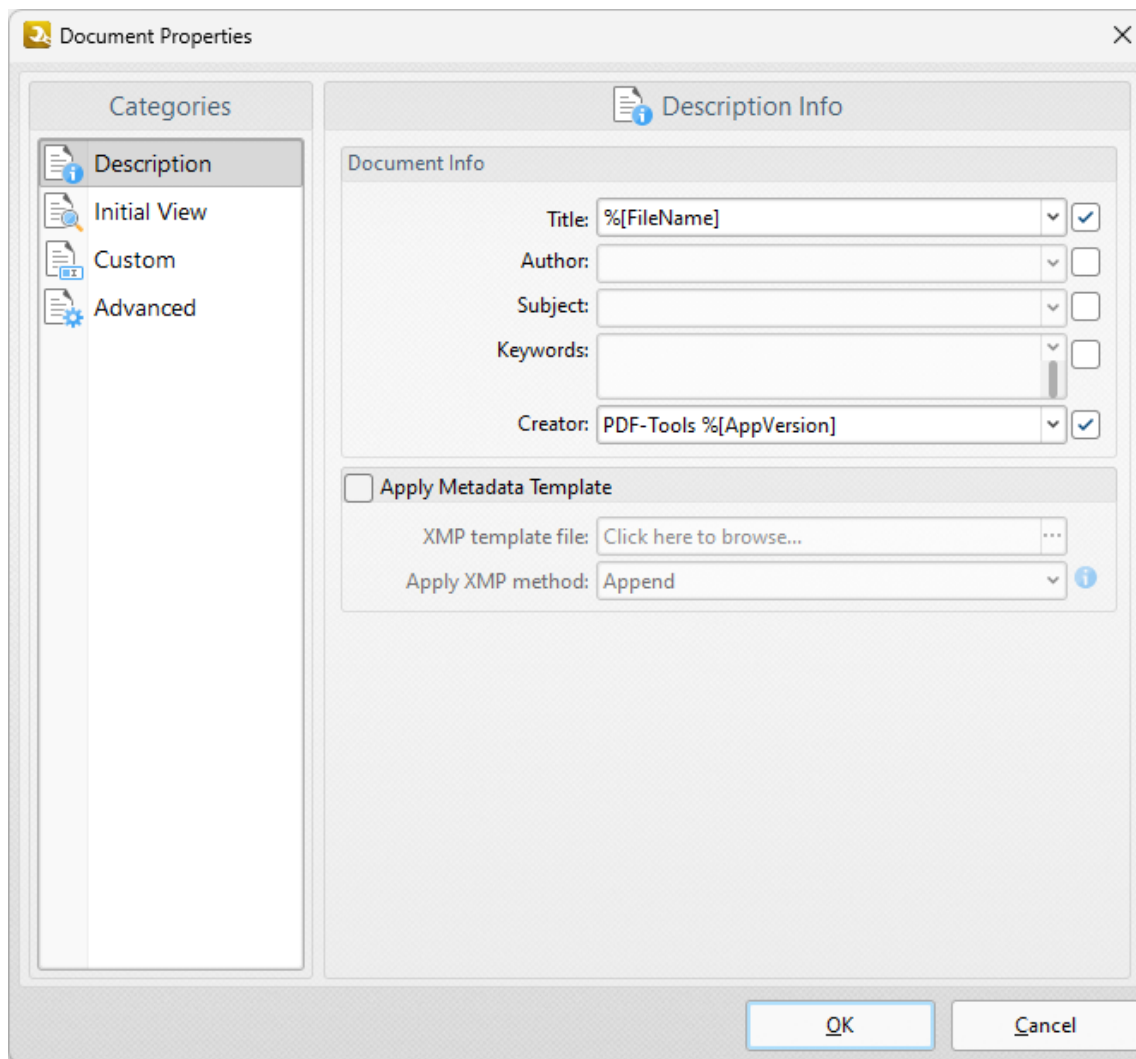 Document Properties
Categories
Description
Initial View
Custom
Advanced
Description Info
Document Info
Title: %[FileName]
Author:
Subject:
Keywords:
Creator: PDF-Tools %[AppVersion]
Apply Metadata Template
XMP template file: Click here to browse...
Apply XMP method: Append
OK
Cancel